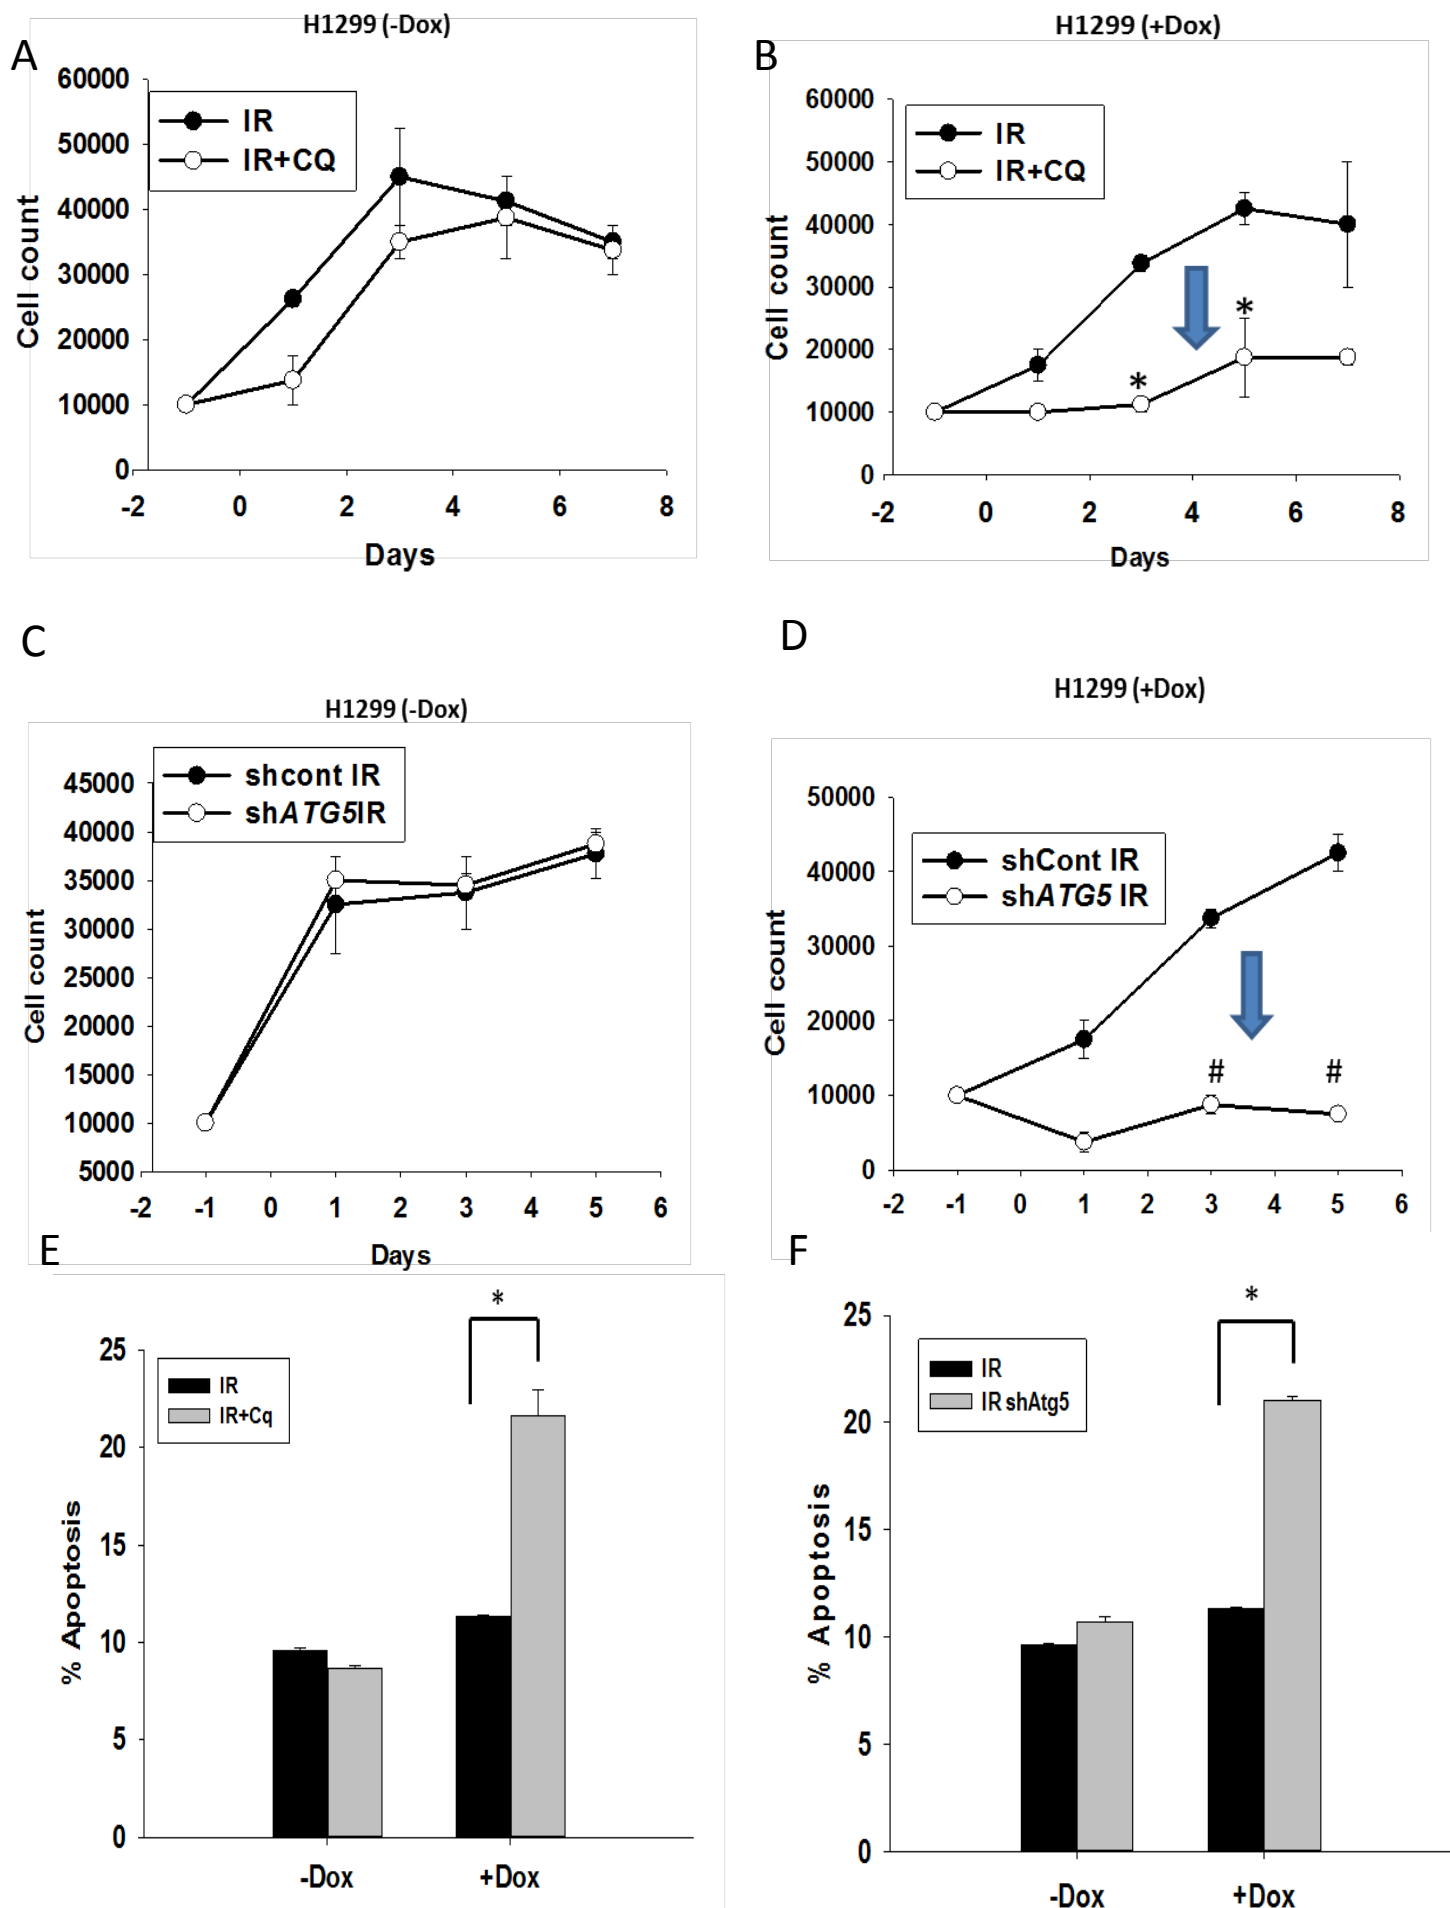 A
H1299 (-Dox)
60000
50000
40000
30000
20000
10000
0
Cell count
IR
IR+CQ
-2
0
2
4
6
8
Days
B
H1299 (+Dox)
60000
50000
40000
30000
20000
10000
0
Cell count
IR
IR+CQ
*
*
-2
0
2
4
6
8
Days
C
H1299 (-Dox)
45000
40000
35000
30000
25000
20000
15000
10000
5000
Cell count
shcont IR
shATG5IR
-2
-1
0
1
2
3
4
5
6
Days
D
H1299 (+Dox)
50000
40000
30000
20000
10000
0
Cell count
shCont IR
shATG5 IR
#
#
-2
-1
0
1
2
3
4
5
6
E
25
20
15
10
5
0
% Apoptosis
IR
IR+Cq
*
-Dox
+Dox
F
25
20
15
10
5
0
% Apoptosis
IR
IR shAtg5
*
-Dox
+Dox